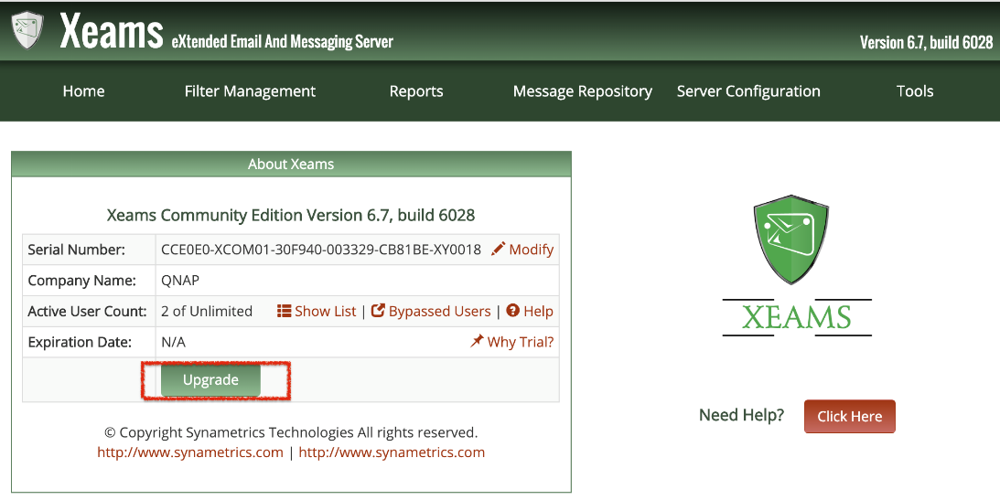 Xeams eXtended Email And Messaging Server
Version 6.7, build 6028
Home Filter Management Reports Message Repository Server Configuration Tools
About Xeams
Xeams Community Edition Version 6.7, build 6028
Serial Number: CCE0E0-XCOM01-30F940-003329-CB81BE-XY0018 Modify
Company Name: QNAP
Active User Count: 2 of Unlimited Show List | Bypassed Users | Help
Expiration Date: N/A Why Trial?
Upgrade
© Copyright Synametrics Technologies All rights reserved.
http://www.synametrics.com | http://www.synametrics.com
XEAMS
Need Help? Click Here